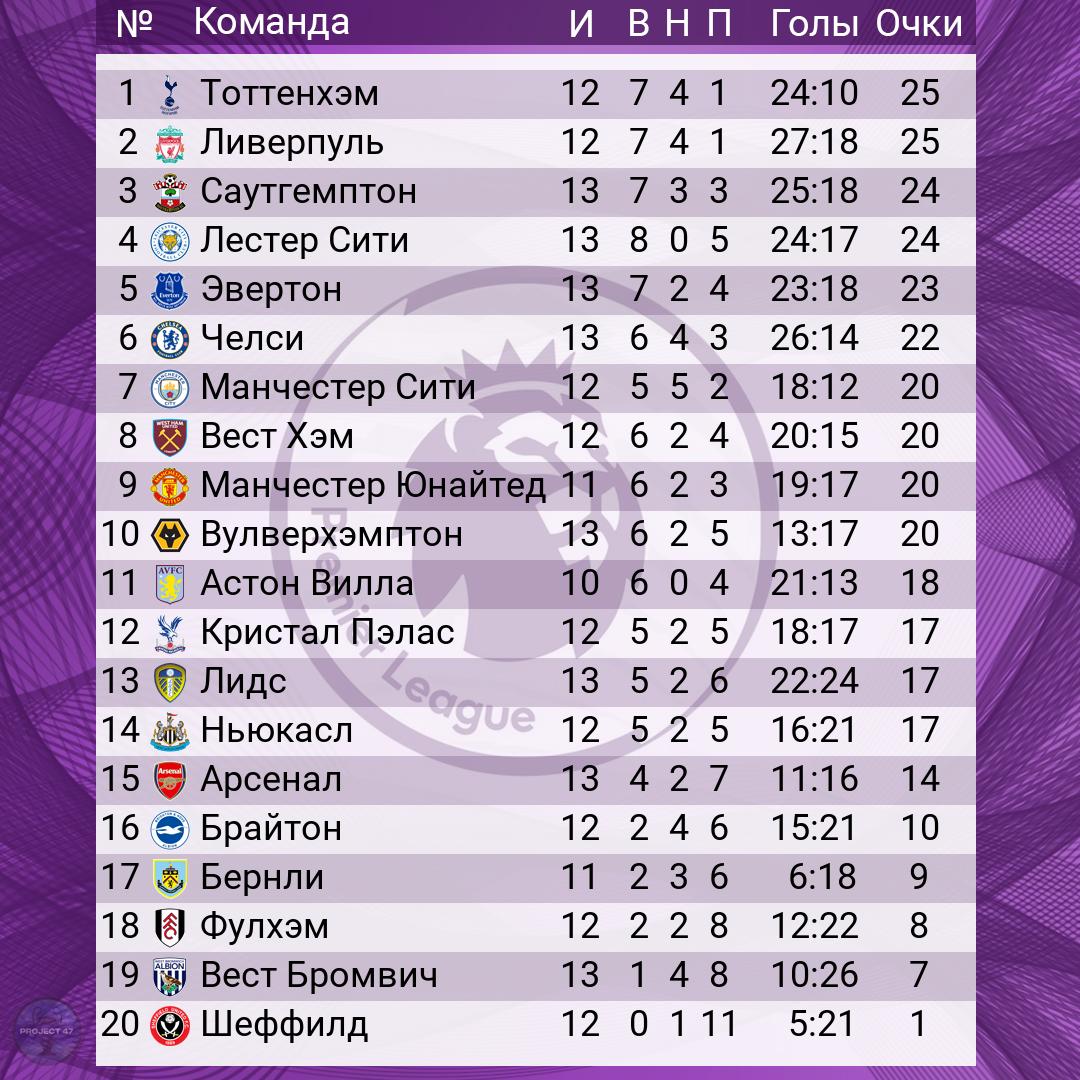 № Команда И В Н П Голы Очки
1 Тоттенхэм 12 7 4 1 24:10 25
2 Ливерпуль 12 7 4 1 27:18 25
3 Саутгемптон 13 7 3 3 25:18 24
4 Лестер Сити 13 8 0 5 24:17 24
5 Everton Эвертон 13 7 2 4 23:18 23
6 Челси 13 6 4 3 26:14 22
7 Манчестер Сити 12 5 5 2 18:12 20
8 WEST HAM UNITED Вест Хэм 12 6 2 4 20:15 20
9 Манчестер Юнайтед 11 6 2 3 19:17 20
10 Вулверхэмптон 13 6 2 5 13:17 20
11 AVFC Астон Вилла 10 6 0 4 21:13 18
12 Кристал Пэлас 12 5 2 5 18:17 17
13 Лидс 13 5 2 6 22:24 17
14 Ньюкасл 12 5 2 5 16:21 17
15 Arsenal Арсенал 13 4 2 7 11:16 14
16 Брайтон 12 2 4 6 15:21 10
17 Бернли 11 2 3 6 6:18 9
18 Фулхэм 12 2 2 8 12:22 8
19 ALBION Вест Бромвич 13 1 4 8 10:26 7
20 Шеффилд 12 0 1 11 5:21 1
Premier League
PROJECT 47